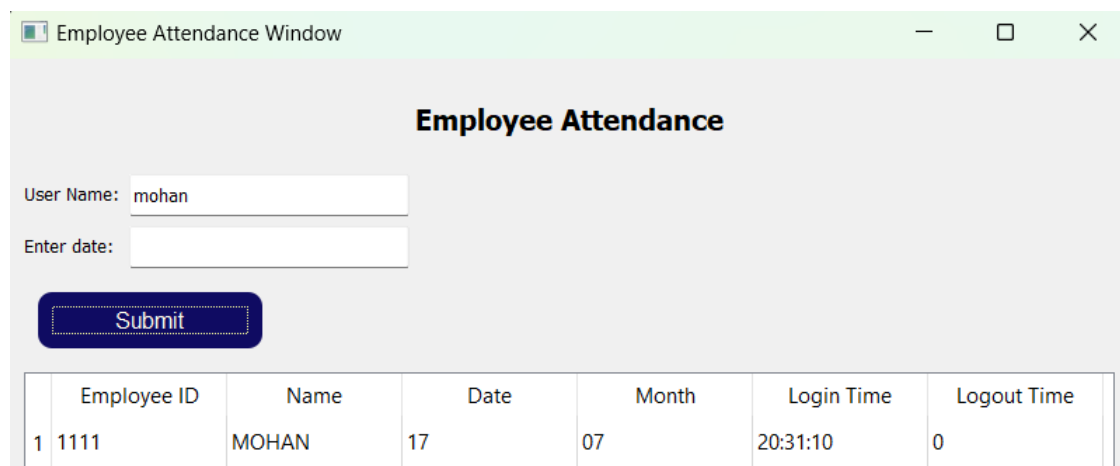 Employee Attendance Window
Employee Attendance
User Name: mohan
Enter date:
Submit
Employee ID Name Date Month Login Time Logout Time
1 1111 MOHAN 17 07 20:31:10 0